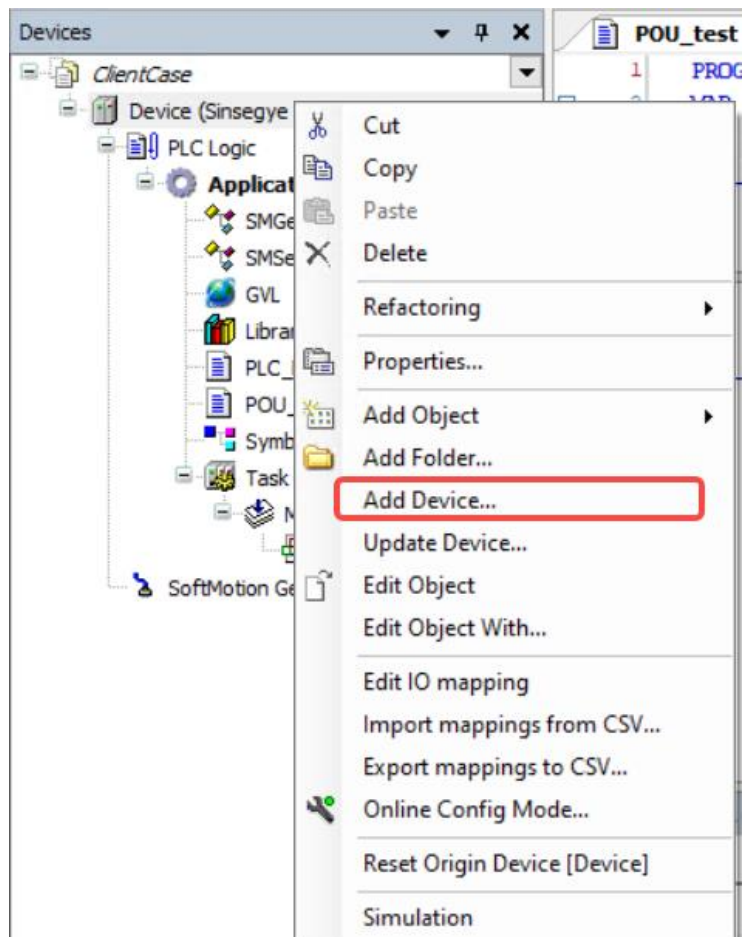 Devices
POU_test
ClientCase
1 PROG
Device (Sinsegye
PLC Logic
Applicat
SMGe
SMSe
GVL
Librar
PLC_
POU_
Symb
Task
SoftMotion Ge
Cut
Copy
Paste
Delete
Refactoring
Properties...
Add Object
Add Folder...
Add Device...
Update Device...
Edit Object
Edit Object With...
Edit IO mapping
Import mappings from CSV...
Export mappings to CSV...
Online Config Mode...
Reset Origin Device [Device]
Simulation